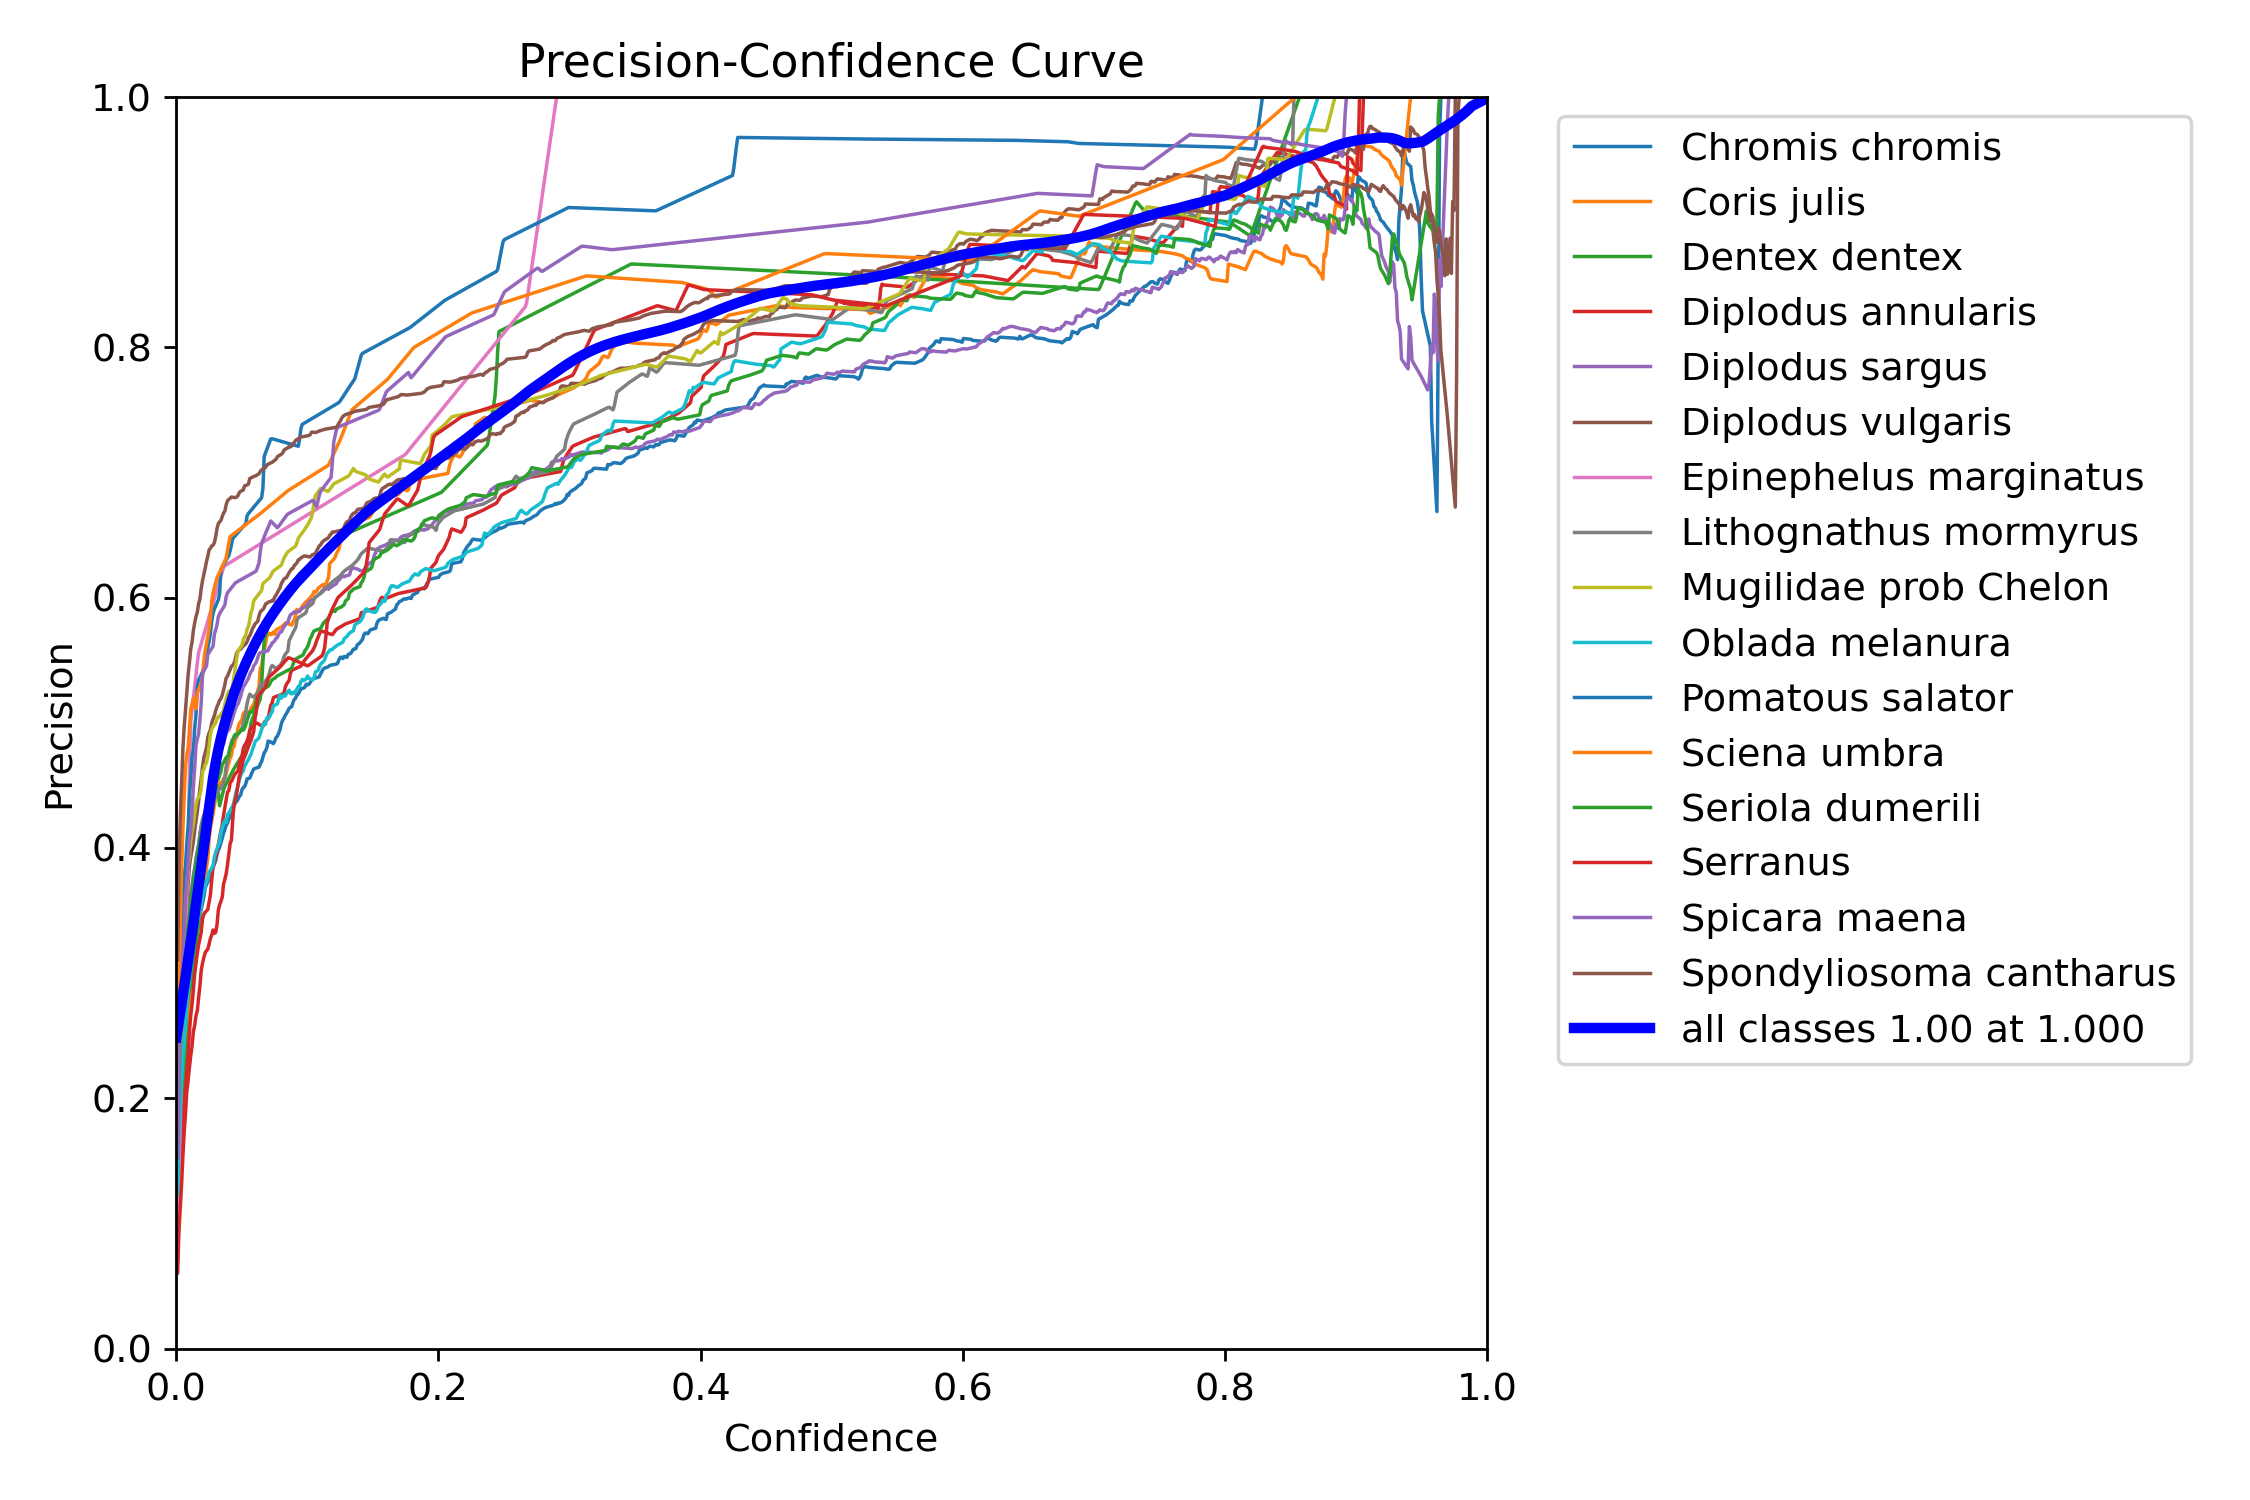 Precision-Confidence Curve
1.0
0.8
0.6
0.4
0.2
0.0
Precision
0.0 0.2 0.4 0.6 0.8 1.0
Confidence
Chromis chromis
Coris julis
Dentex dentex
Diplodus annularis
Diplodus sargus
Diplodus vulgaris
Epinephelus marginatus
Lithognathus mormyrus
Mugilidae prob Chelon
Oblada melanura
Pomatous salator
Sciena umbra
Seriola dumerili
Serranus
Spicara maena
Spondyliosoma cantharus
all classes 1.00 at 1.000